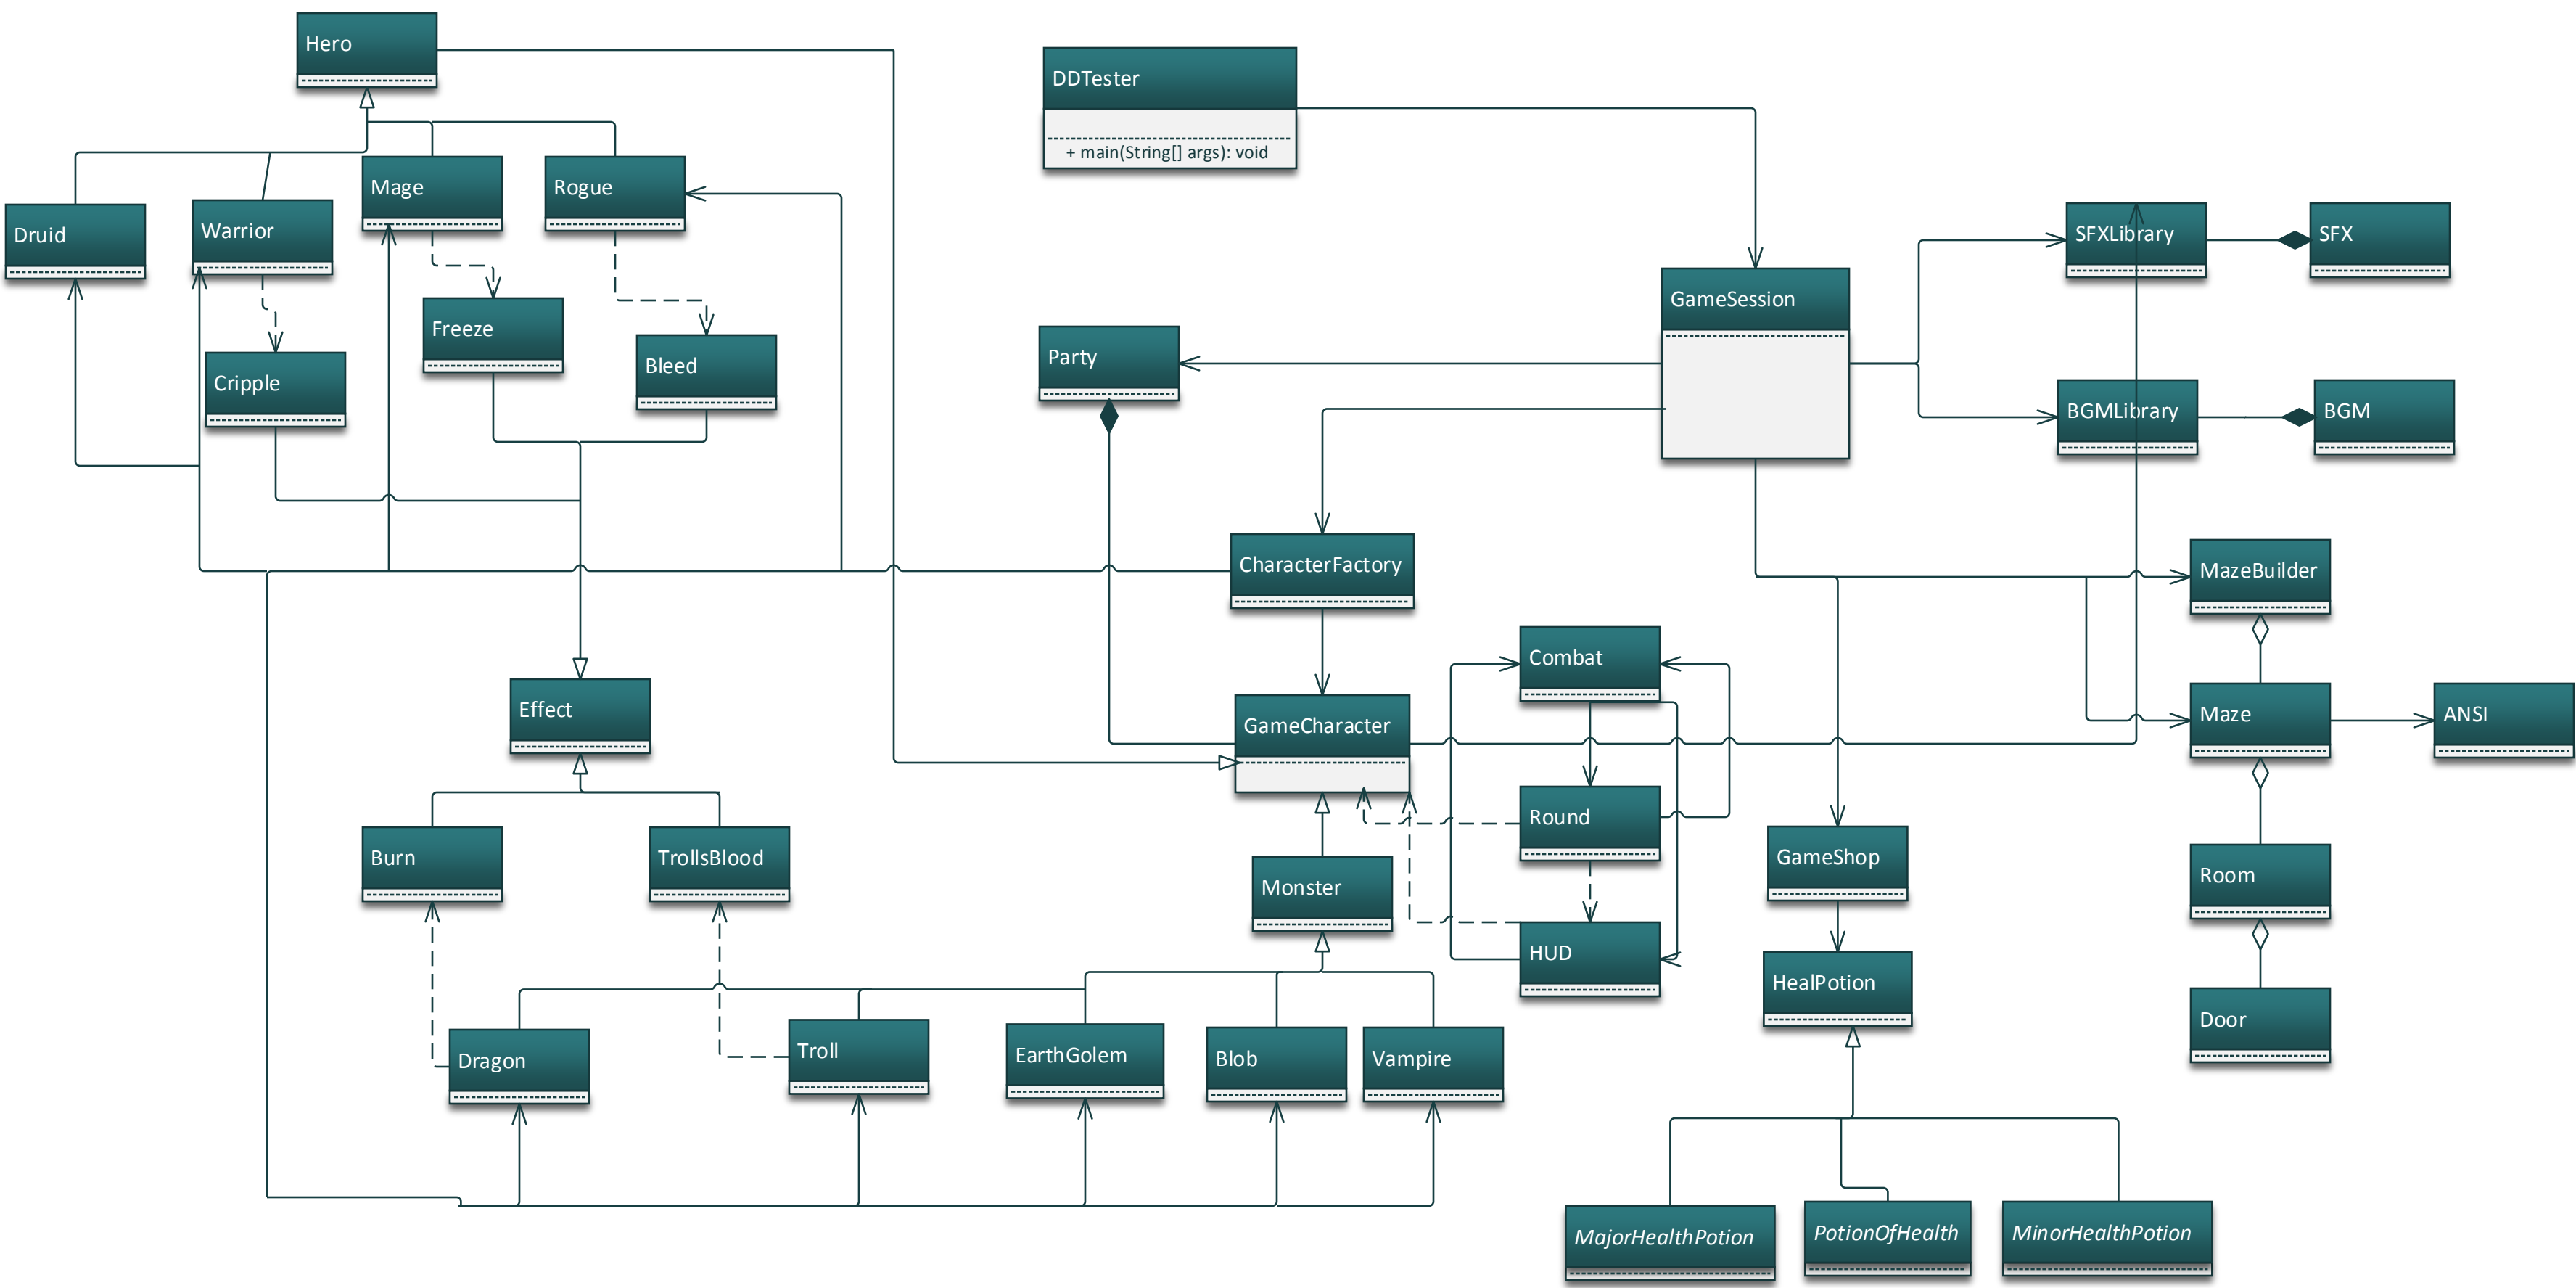 Hero
DDTester
+ main(String[] args): void
Mage
Rogue
Druid
Warrior
SFXLibrary
SFX
GameSession
Freeze
Party
Bleed
Cripple
BGMLibrary
BGM
CharacterFactory
MazeBuilder
Combat
Effect
GameCharacter
Maze
ANSI
Round
Burn
TrollsBlood
GameShop
Room
Monster
HUD
HealPotion
Door
Dragon
Troll
EarthGolem
Blob
Vampire
MajorHealthPotion
PotionOfHealth
MinorHealthPotion